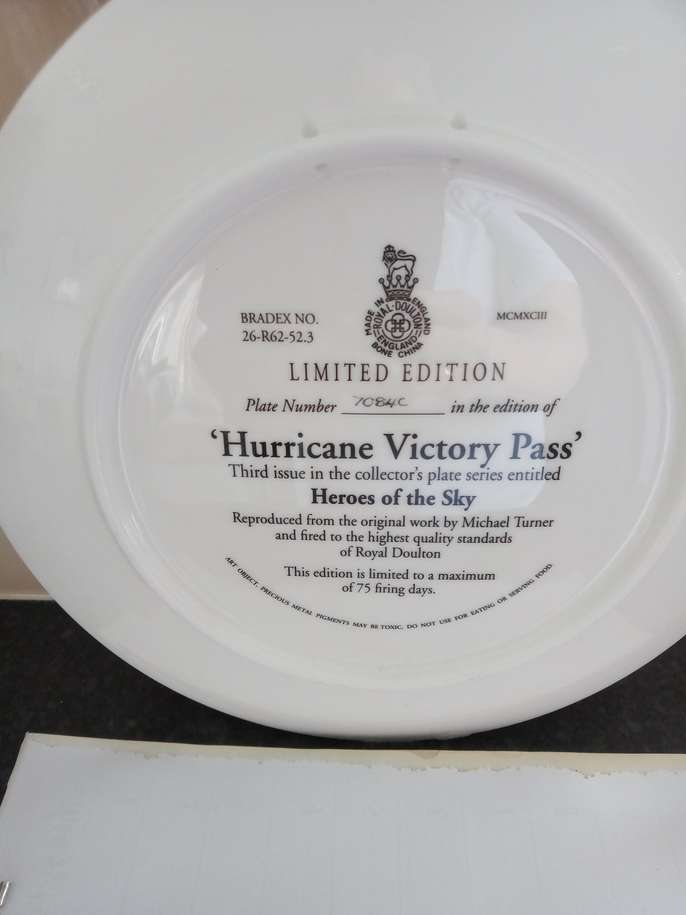 BRADEX NO.
26-R62-52.3
MADE IN ENGLAND
ROYAL·DOULTON
ENGLAND
BONE CHINA
MCMXCIII
LIMITED EDITION
Plate Number 7084C in the edition of
‘Hurricane Victory Pass’
Third issue in the collector's plate series entitled
Heroes of the Sky
Reproduced from the original work by Michael Turner
and fired to the highest quality standards
of Royal Doulton
This edition is limited to a maximum
of 75 firing days.
ART OBJECT. PRECIOUS METAL PIGMENTS MAY BE TOXIC. DO NOT USE FOR EATING OR SERVING FOOD.